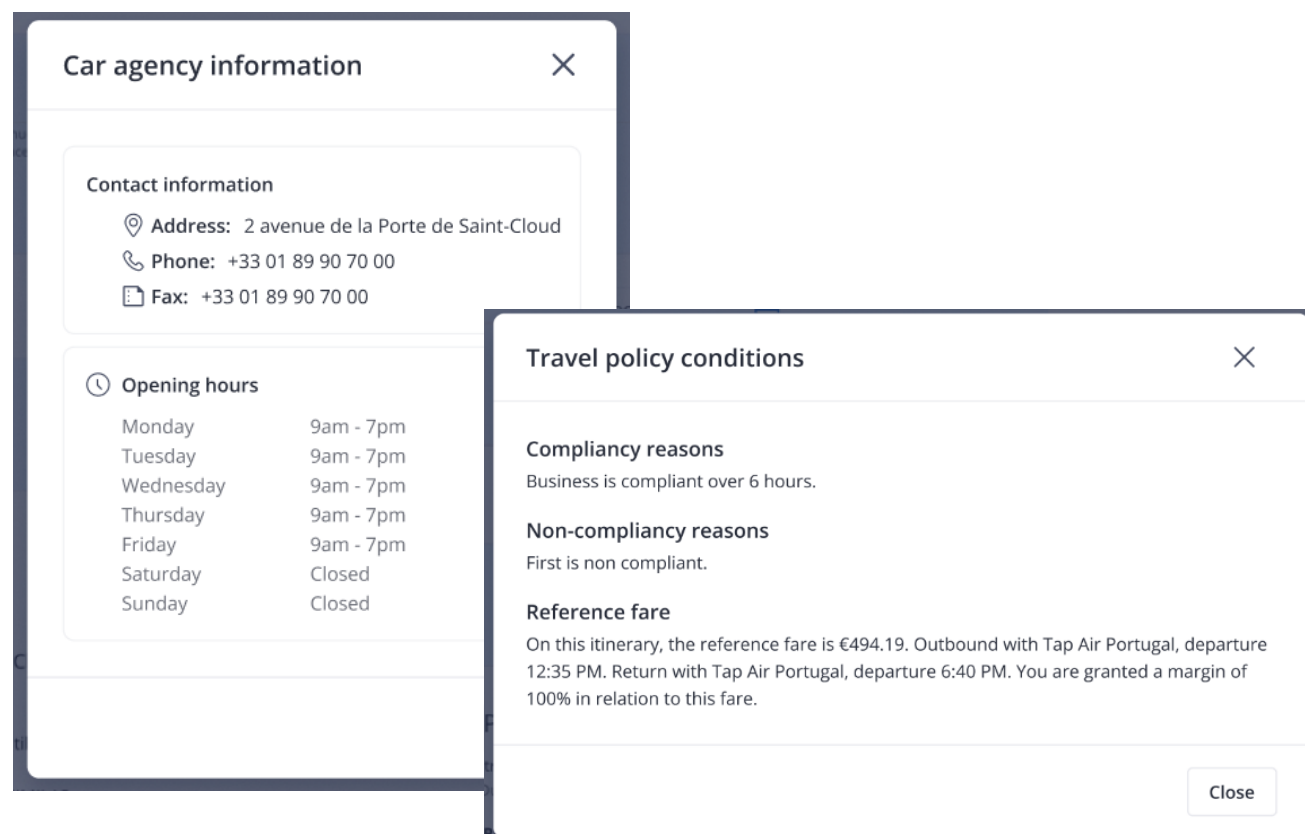 Car agency information
Contact information
Address: 2 avenue de la Porte de Saint-Cloud
Phone: +33 01 89 90 70 00
Fax: +33 01 89 90 70 00
Opening hours
Monday 9am - 7pm
Tuesday 9am - 7pm
Wednesday 9am - 7pm
Thursday 9am - 7pm
Friday 9am - 7pm
Saturday Closed
Sunday Closed
Travel policy conditions
Compliancy reasons
Business is compliant over 6 hours.
Non-compliancy reasons
First is non compliant.
Reference fare
On this itinerary, the reference fare is €494.19. Outbound with Tap Air Portugal, departure
12:35 PM. Return with Tap Air Portugal, departure 6:40 PM. You are granted a margin of
100% in relation to this fare.
Close